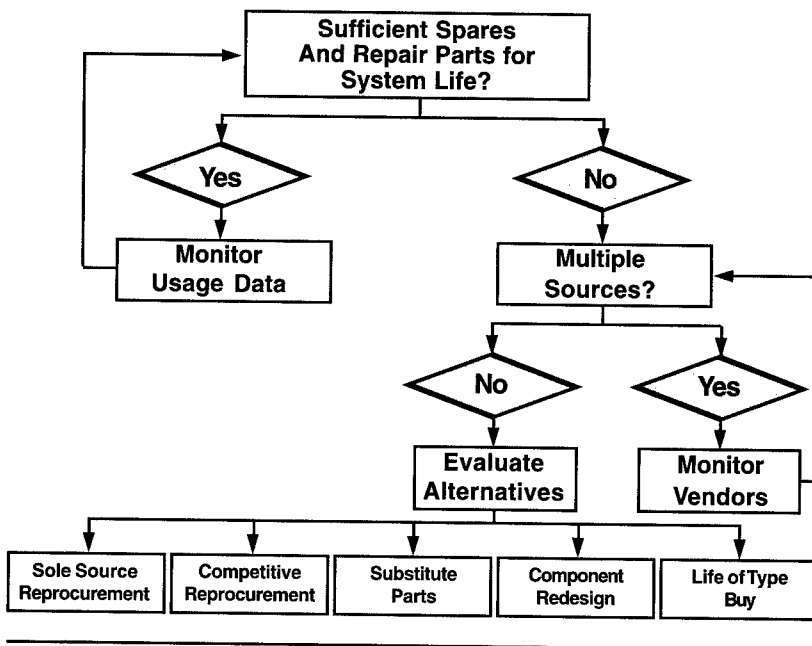 Sufficient Spares
And Repair Parts for
System Life?
Yes
No
Monitor
Usage Data
Multiple
Sources?
No
Yes
Evaluate
Alternatives
Monitor
Vendors
Sole Source
Reprocurement
Competitive
Reprocurement
Substitute
Parts
Component
Redesign
Life of Type
Buy